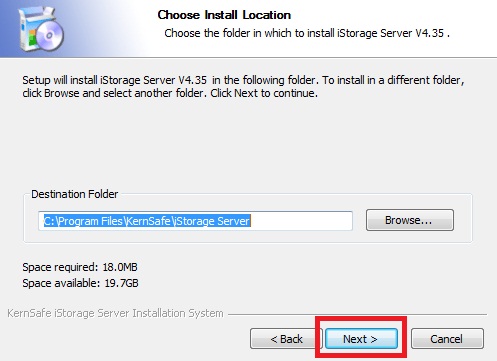 Choose Install Location
Choose the folder in which to install iStorage Server V4.35 .
Setup will install iStorage Server V4.35 in the following folder. To install in a different folder,
click Browse and select another folder. Click Next to continue.
Destination Folder
C:\Program Files\KernSafe\iStorage Server
Browse...
Space required: 18.0MB
Space available: 19.7GB
KernSafe iStorage Server Installation System
< Back
Next >
Cancel